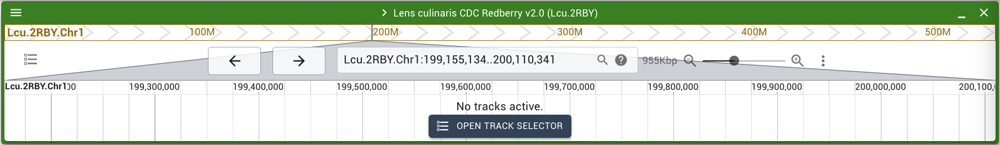 Lens culinaris CDC Redberry v2.0 (Lcu.2RBY)
Lcu.2RBY.Chr1 100M 200M 300M 400M 500M
Lcu.2RBY.Chr1:199,155,134..200,110,341 955Kbp
Lcu.2RBY.Chr1 199,300,000 199,400,000 199,500,000 199,600,000 199,700,000 199,800,000 199,900,000 200,000,000 200,100,
No tracks active.
OPEN TRACK SELECTOR